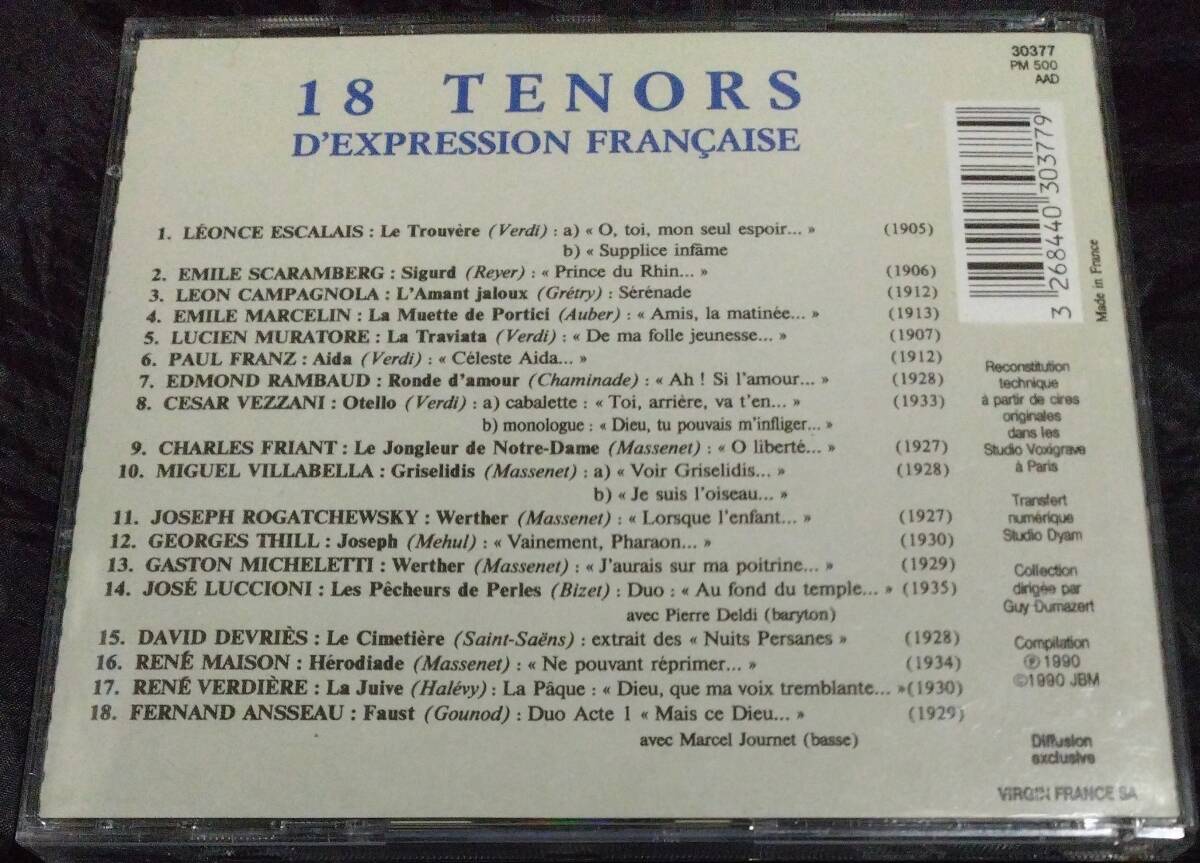 18 TENORS
D'EXPRESSION FRANÇAISE
30377
PM 500
AAD
1. LÉONCE ESCALAIS : Le Trouvère (Verdi) : a) « O, toi, mon seul espoir... » (1905)
b) « Supplice infâme
2. EMILE SCARAMBERG : Sigurd (Reyer) : « Prince du Rhin... » (1906)
3. LEON CAMPAGNOLA : L'Amant jaloux (Grétry) : Sérénade (1912)
4. EMILE MARCELIN : La Muette de Portici (Auber) : « Amis, la matinée... » (1913)
5. LUCIEN MURATORE : La Traviata (Verdi) : « De ma folle jeunesse... » (1907)
6. PAUL FRANZ : Aida (Verdi) : « Céleste Aida... » (1912)
7. EDMOND RAMBAUD : Ronde d'amour (Chaminade) : « Ah ! Si l'amour... » (1928)
8. CESAR VEZZANI : Otello (Verdi) : a) cabalette : « Toi, arrière, va t'en... » (1933)
b) monologue : « Dieu, tu pouvais m'infliger... »
9. CHARLES FRIANT : Le Jongleur de Notre-Dame (Massenet) : « O liberté... » (1927)
10. MIGUEL VILLABELLA : Griselidis (Massenet) : a) « Voir Griselidis... » (1928)
b) « Je suis l'oiseau... »
11. JOSEPH ROGATCHEWSKY : Werther (Massenet) : « Lorsque l'enfant... » (1927)
12. GEORGES THILL : Joseph (Mehul) : « Vainement, Pharaon... » (1930)
13. GASTON MICHELETTI : Werther (Massenet) : « J'aurais sur ma poitrine... » (1929)
14. JOSÉ LUCCIONI : Les Pêcheurs de Perles (Bizet) : Duo : « Au fond du temple... » (1935)
avec Pierre Deldi (baryton)
15. DAVID DEVRIÈS : Le Cimetière (Saint-Saëns) : extrait des « Nuits Persanes » (1928)
16. RENÉ MAISON : Hérodiade (Massenet) : « Ne pouvant réprimer... » (1934)
17. RENÉ VERDIÈRE : La Juive (Halévy) : La Pâque : « Dieu, que ma voix tremblante... » (1930)
18. FERNAND ANSSEAU : Faust (Gounod) : Duo Acte 1 « Mais ce Dieu... » (1929)
avec Marcel Journet (basse)
3 268440 303779
Made in France
Reconstitution
technique
à partir de cires
originales
dans les
Studio Voxigrave
à Paris
Transfert
numérique
Studio Dyam
Collection
dirigée par
Guy Dumazert
Compilation
℗ 1990
©1990 JBM
Diffusion
exclusive
VIRGIN FRANCE SA